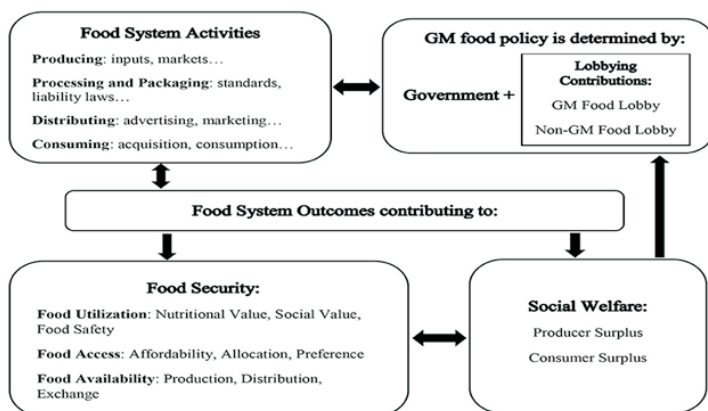 Food System Activities
Producing: inputs, markets…
Processing and Packaging: standards,
liability laws…
Distributing: advertising, marketing…
Consuming: acquisition, consumption…
GM food policy is determined by:
Government +
Lobbying
Contributions:
GM Food Lobby
Non-GM Food Lobby
Food System Outcomes contributing to:
Food Security:
Food Utilization: Nutritional Value, Social Value,
Food Safety
Food Access: Affordability, Allocation, Preference
Food Availability: Production, Distribution,
Exchange
Social Welfare:
Producer Surplus
Consumer Surplus